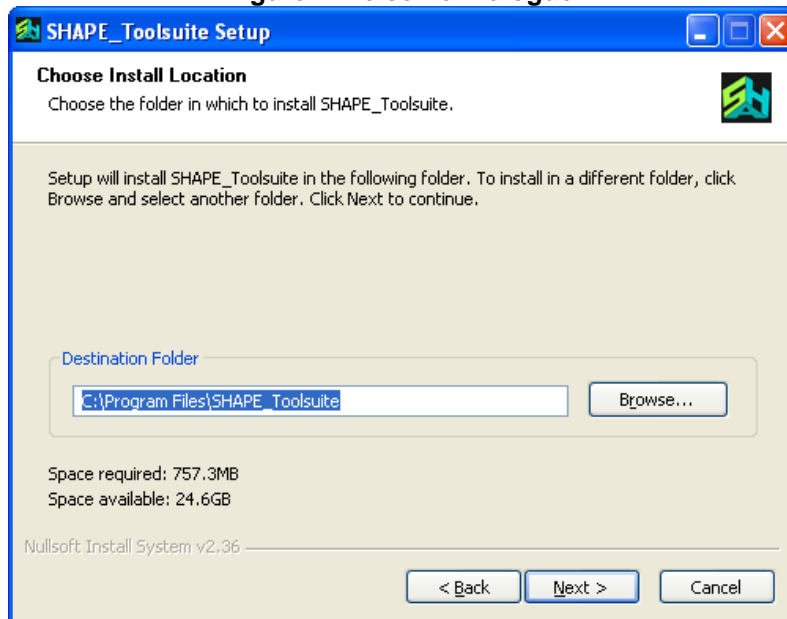 SHAPE_Toolsuite Setup
Choose Install Location
Choose the folder in which to install SHAPE_Toolsuite.
Setup will install SHAPE_Toolsuite in the following folder. To install in a different folder, click
Browse and select another folder. Click Next to continue.
Destination Folder
C:\Program Files\SHAPE_Toolsuite
Browse...
Space required: 757.3MB
Space available: 24.6GB
Nullsoft Install System v2.36
< Back
Next >
Cancel